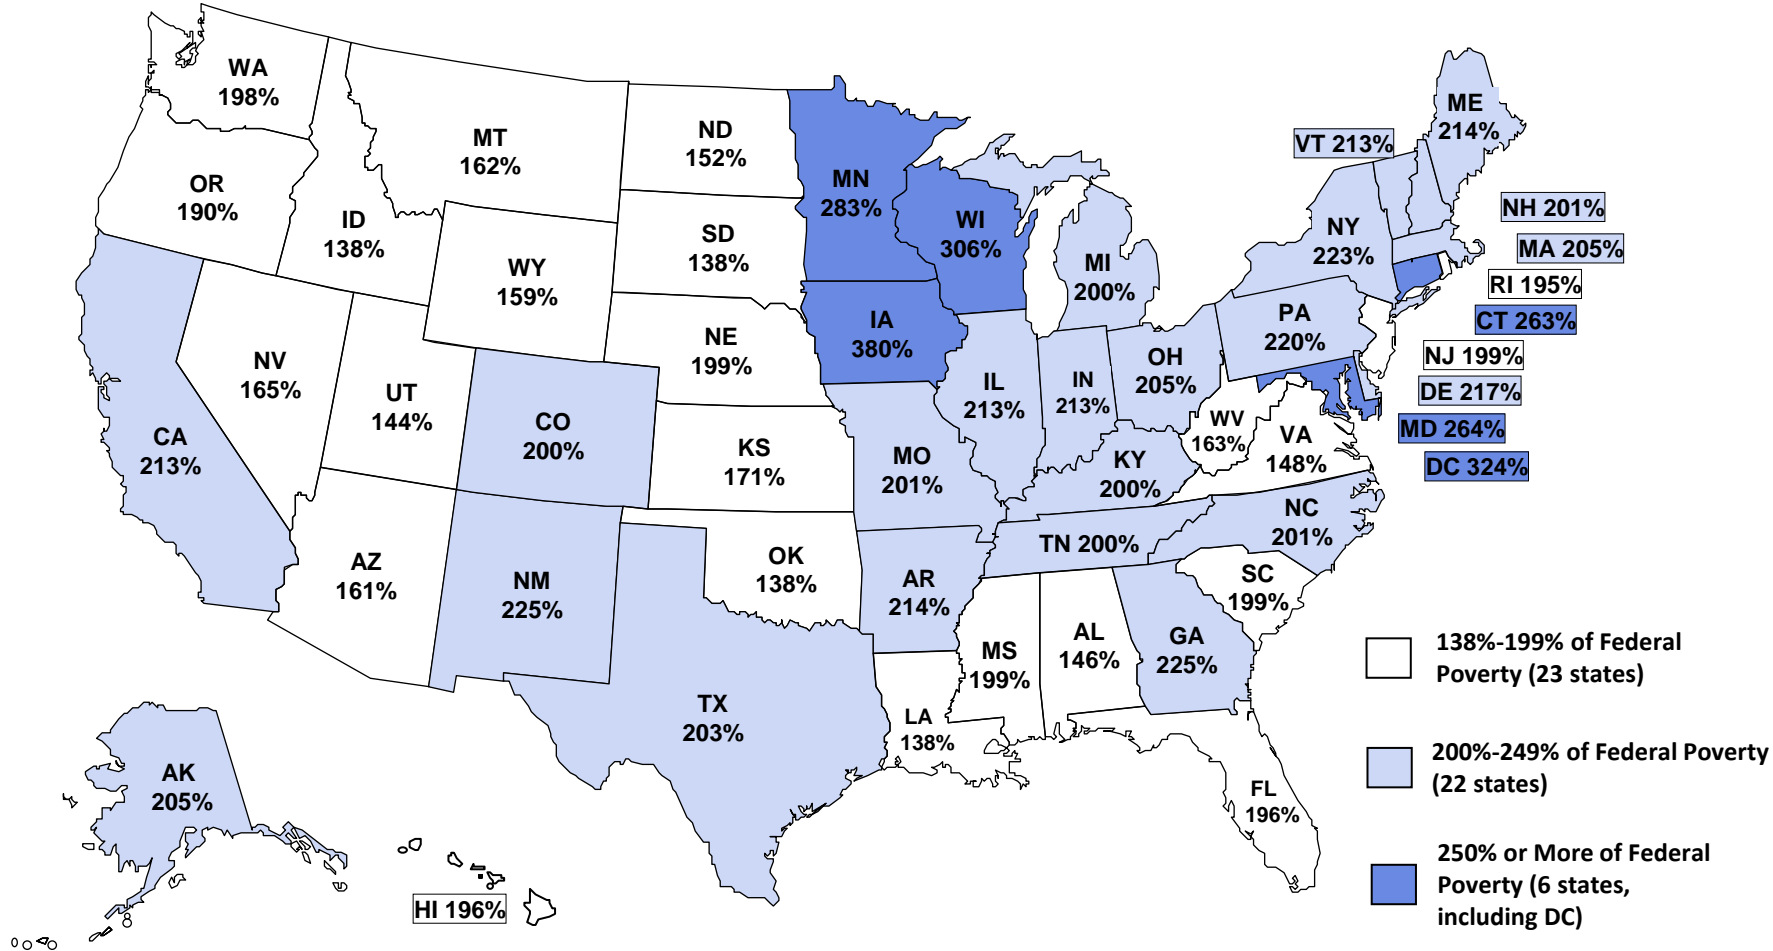 WA
198%
OR
190%
ID
138%
MT
162%
ND
152%
MN
283%
WI
306%
SD
138%
WY
159%
NE
199%
IA
380%
NV
165%
UT
144%
CO
200%
CA
213%
KS
171%
MO
201%
IL
213%
IN
213%
MI
200%
OH
205%
PA
220%
NY
223%
VT 213%
ME
214%
NH 201%
MA 205%
RI 195%
CT 263%
NJ 199%
DE 217%
MD 264%
DC 324%
WV
163%
VA
148%
KY
200%
NC
201%
TN 200%
SC
199%
AZ
161%
NM
225%
OK
138%
AR
214%
TX
203%
LA
138%
MS
199%
AL
146%
GA
225%
FL
196%
AK
205%
HI 196%
138%-199% of Federal
Poverty (23 states)
200%-249% of Federal Poverty
(22 states)
250% or More of Federal
Poverty (6 states,
including DC)